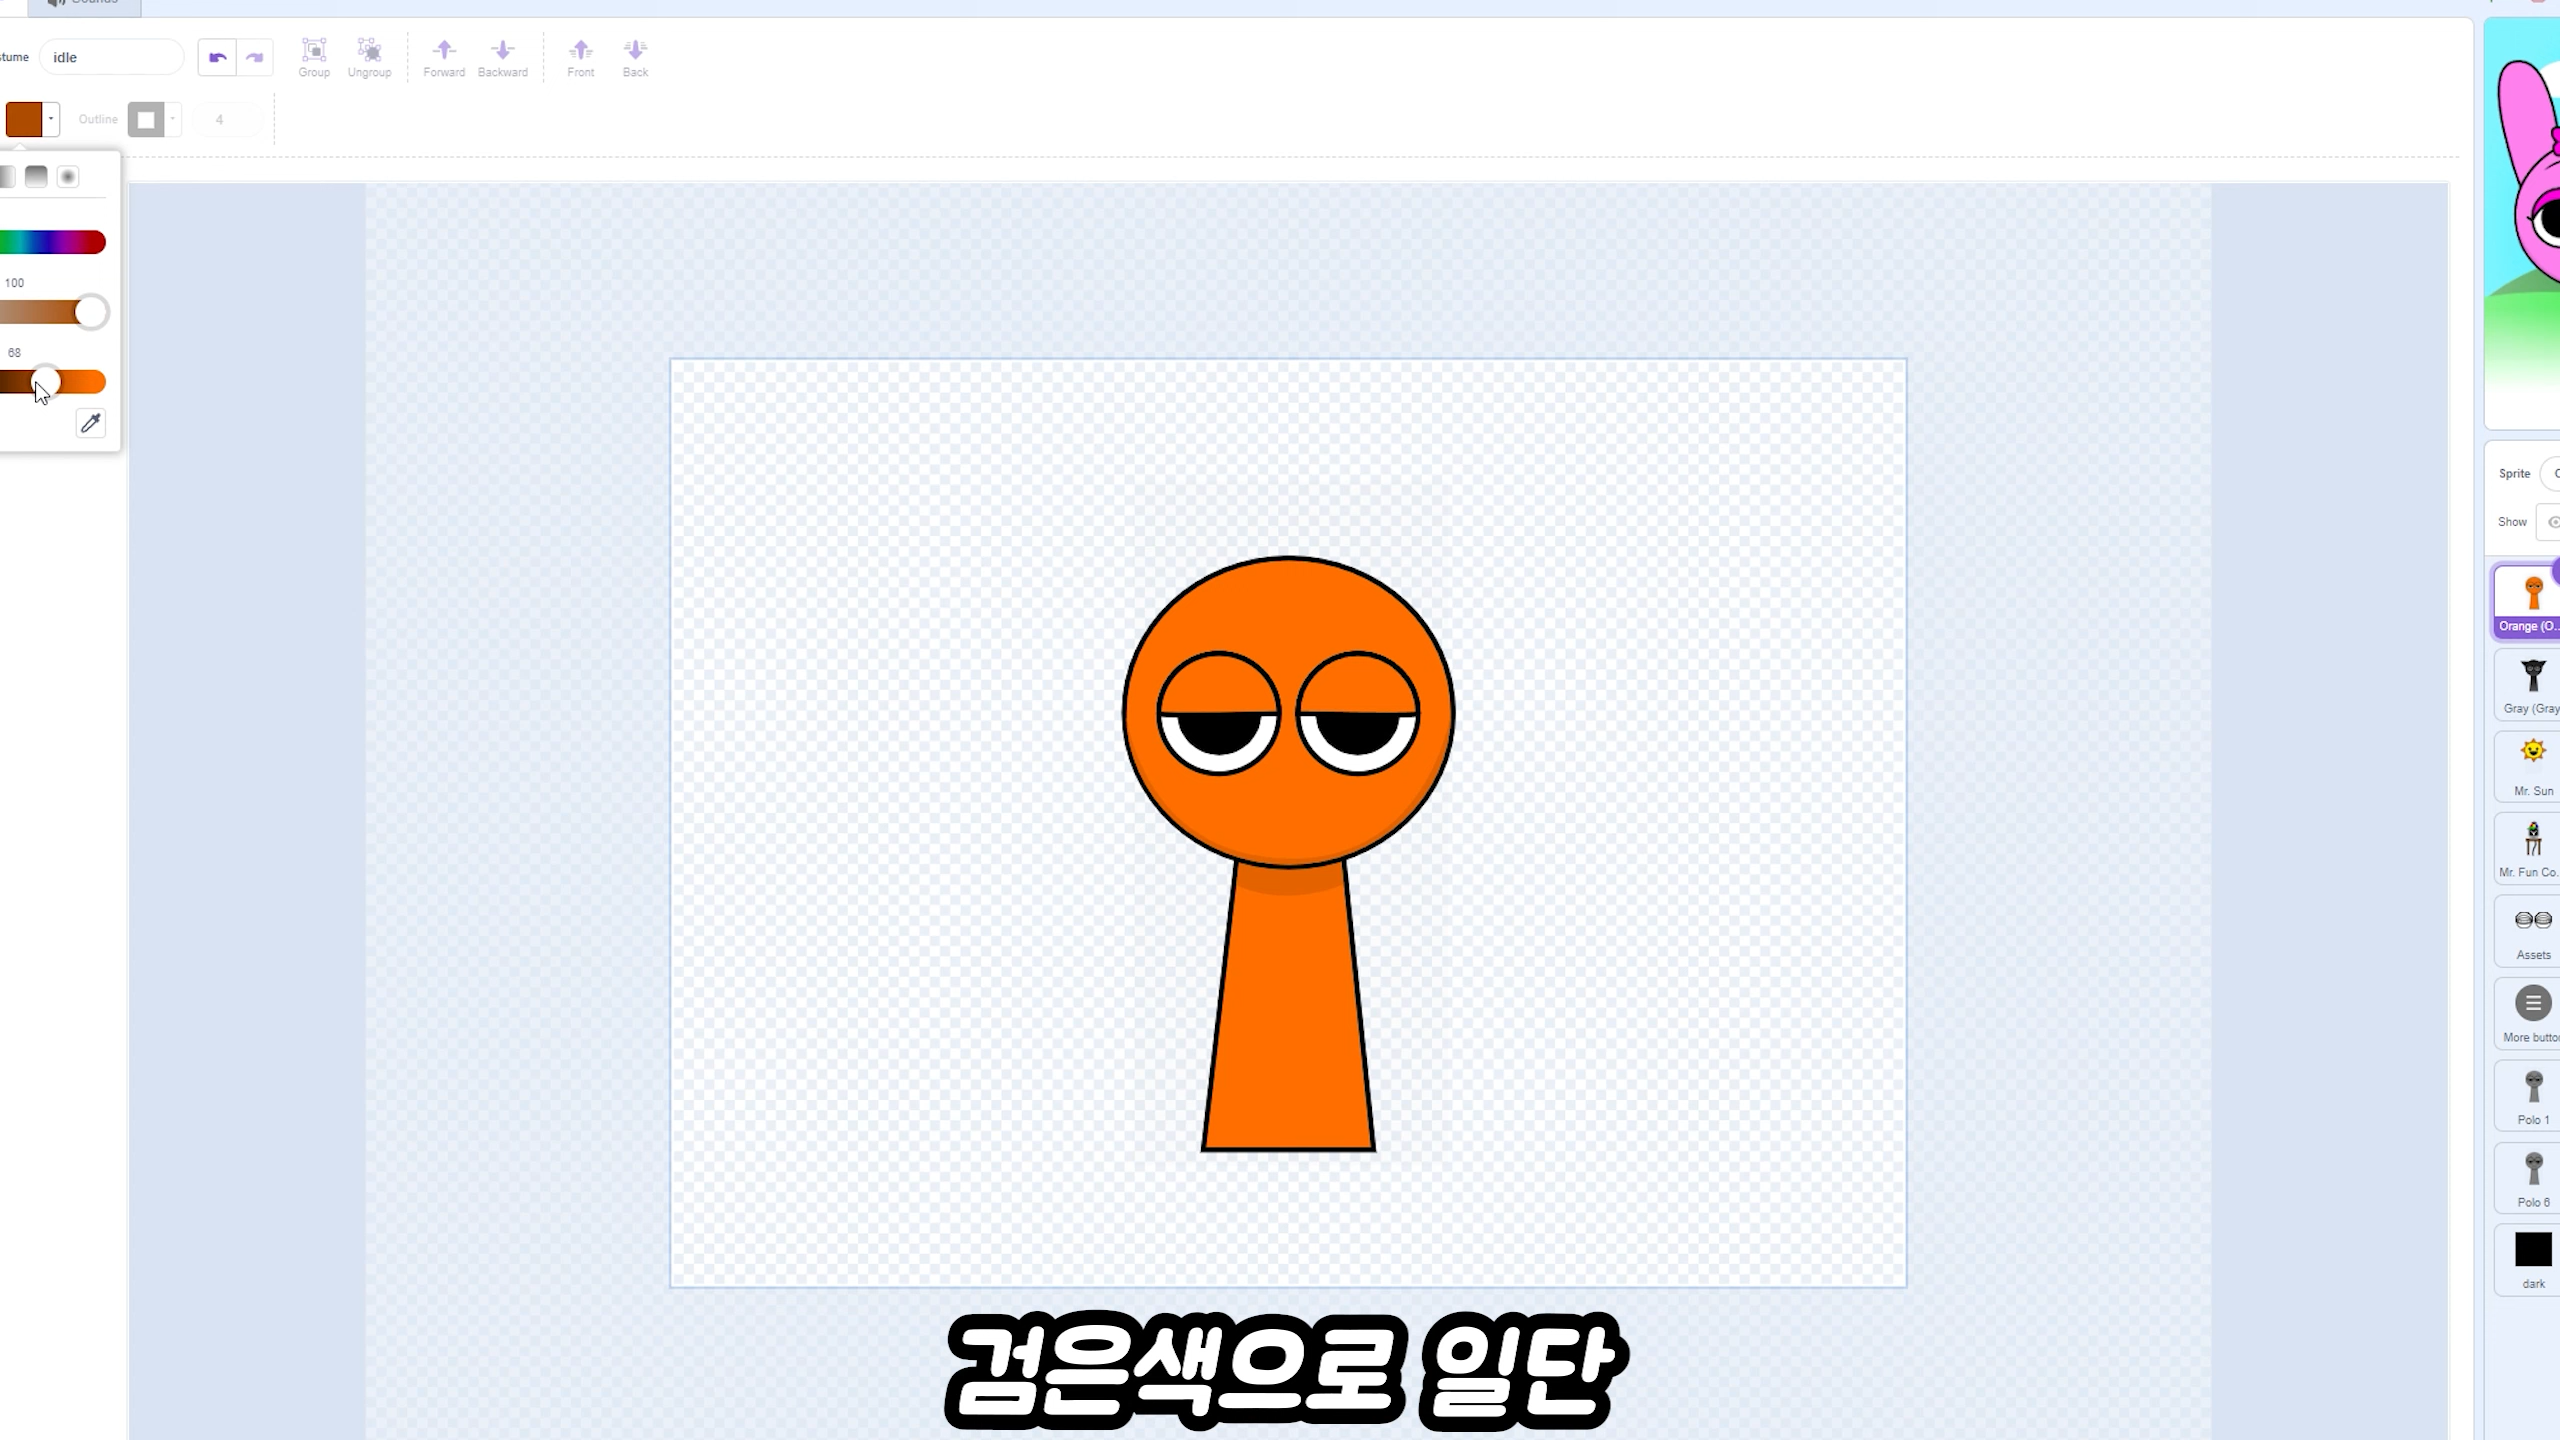 Sounds
idle
Group
Ungroup
Forward
Backward
Front
Back
Outline
4
100
68
Sprite
Show
Orange (O...
Gray (Gray
Mr. Sun
Mr. Fun Co...
Assets
More butto
Polo 1
Polo 6
dark
검은색으로 일단